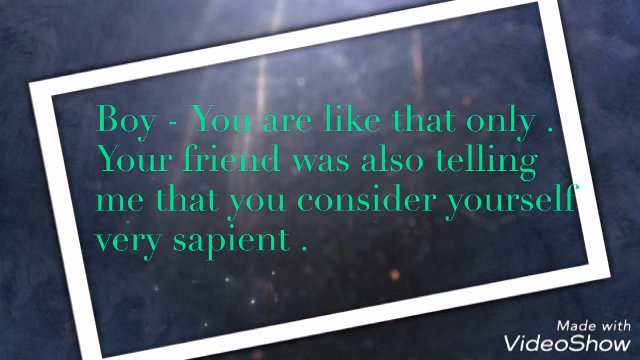 Boy - You are like that only .
Your friend was also telling
me that you consider yourself
very sapient .
Made with
VideoShow